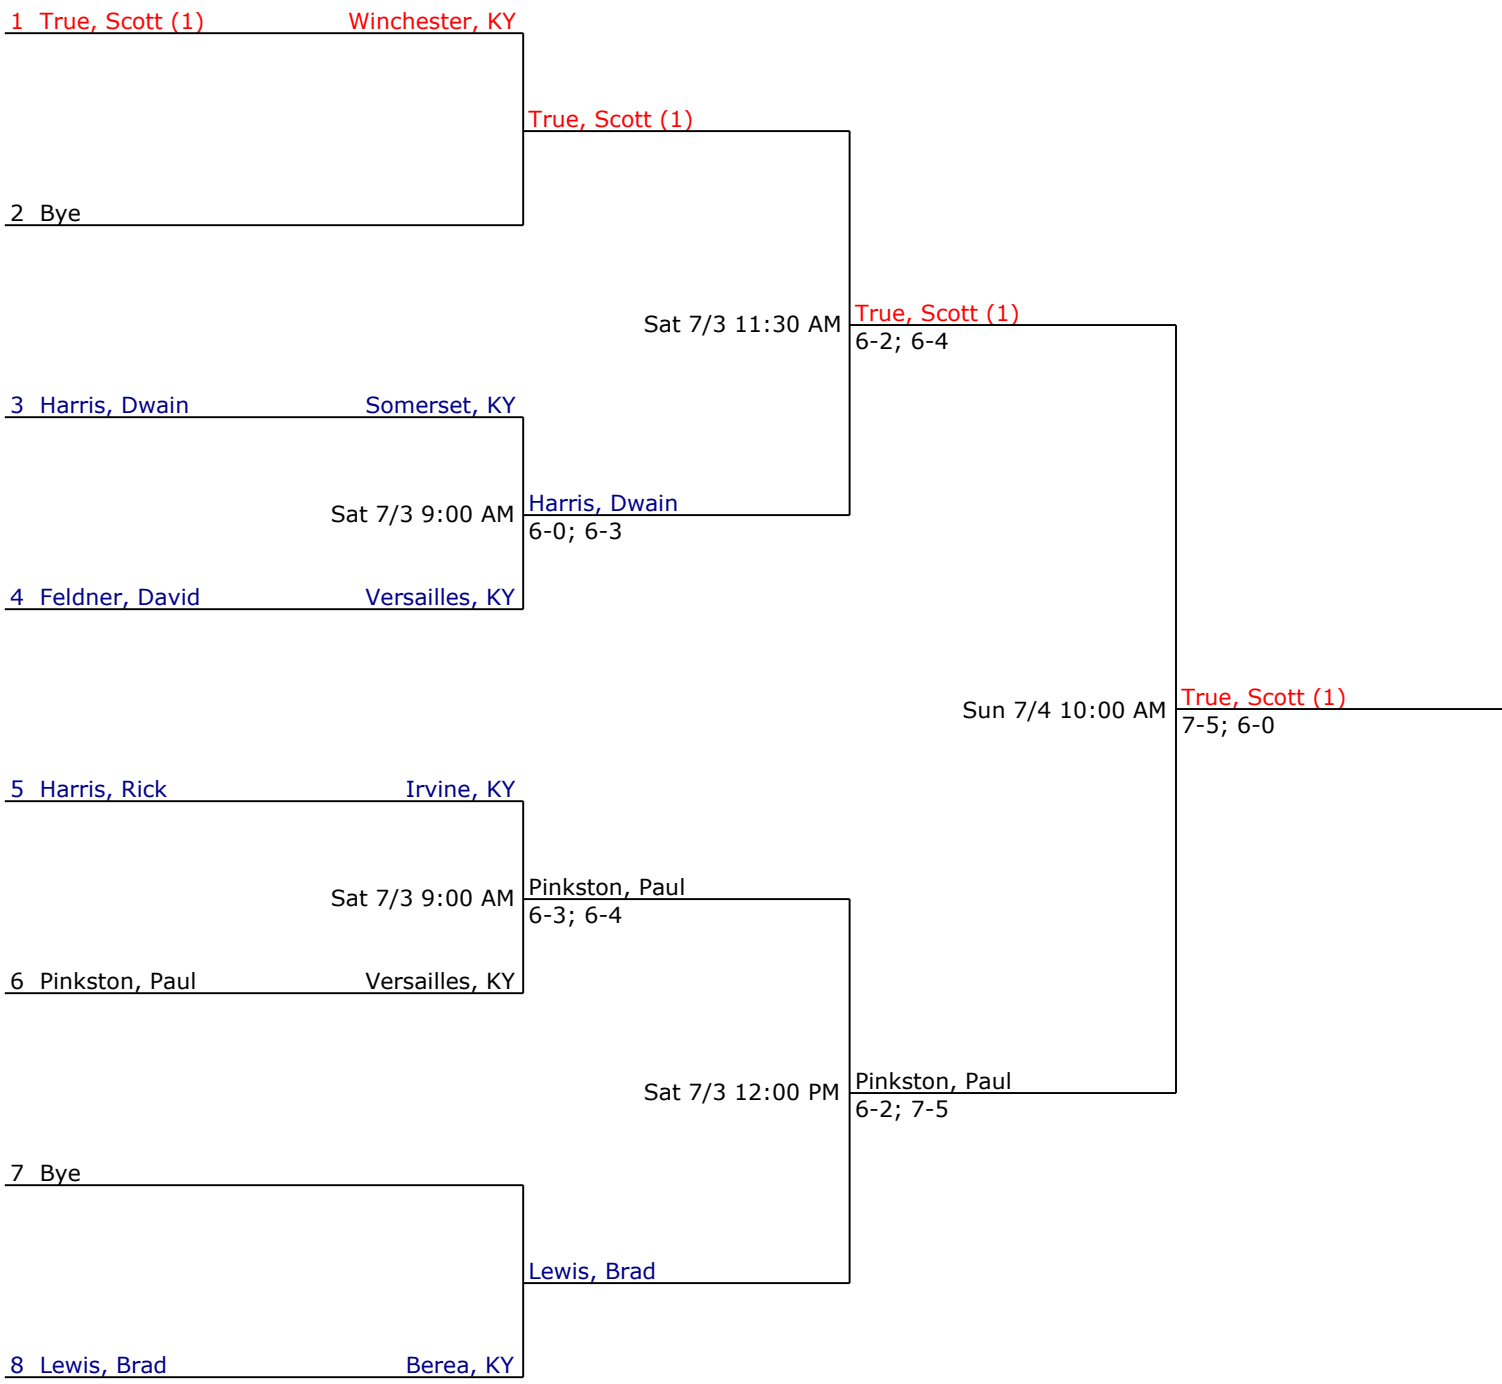 1 True, Scott (1) Winchester, KY
True, Scott (1)
2 Bye
Sat 7/3 11:30 AM
True, Scott (1)
6-2; 6-4
3 Harris, Dwain Somerset, KY
Sat 7/3 9:00 AM
Harris, Dwain
6-0; 6-3
4 Feldner, David Versailles, KY
Sun 7/4 10:00 AM
True, Scott (1)
7-5; 6-0
5 Harris, Rick Irvine, KY
Sat 7/3 9:00 AM
Pinkston, Paul
6-3; 6-4
6 Pinkston, Paul Versailles, KY
Sat 7/3 12:00 PM
Pinkston, Paul
6-2; 7-5
7 Bye
Lewis, Brad
8 Lewis, Brad Berea, KY